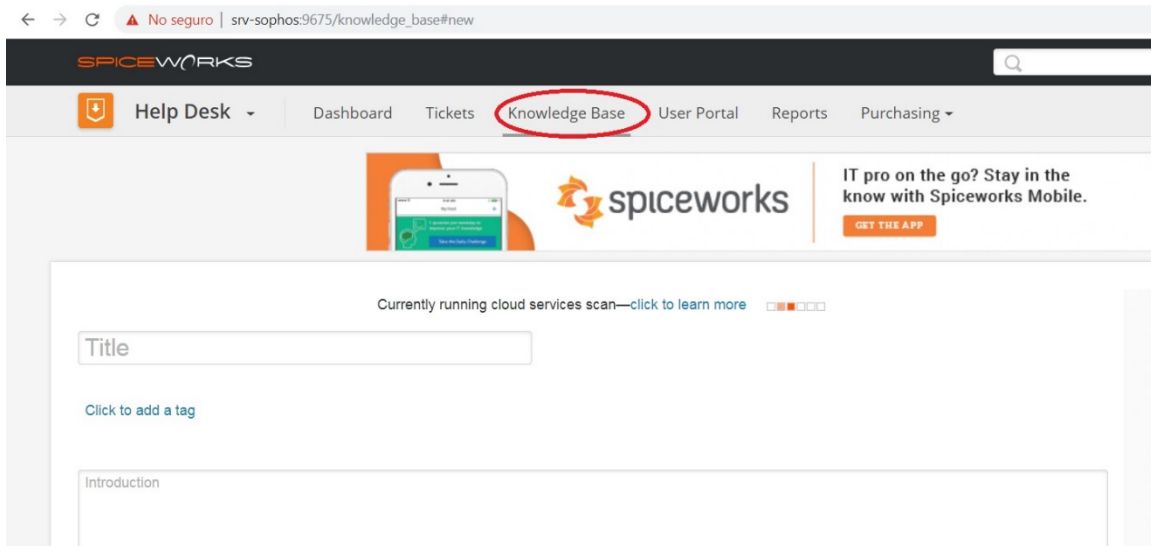 No seguro | srv-sophos:9675/knowledge_base#new
SPICEWORKS
Help Desk Dashboard Tickets Knowledge Base User Portal Reports Purchasing
spiceworks
IT pro on the go? Stay in the
know with Spiceworks Mobile.
GET THE APP
Currently running cloud services scan—click to learn more
Title
Click to add a tag
Introduction